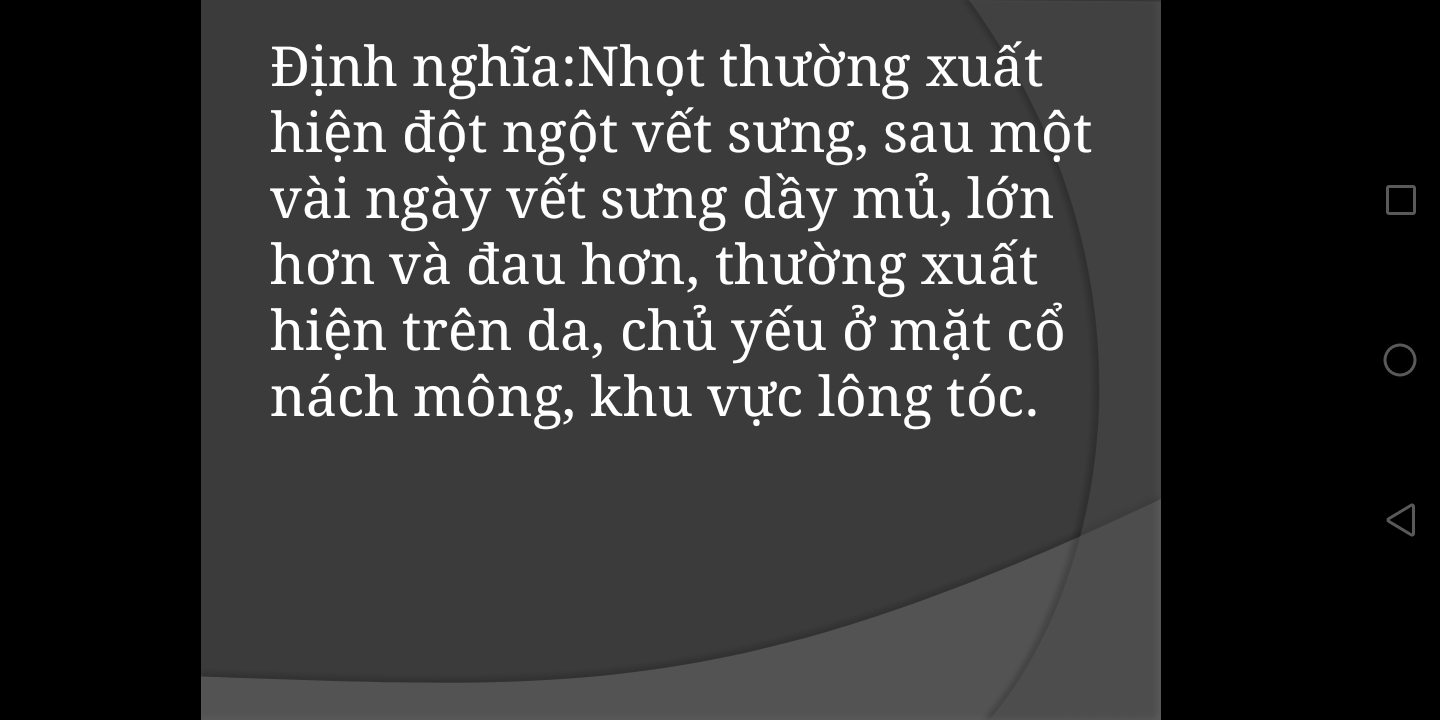 Định nghĩa:Nhọt thường xuất
hiện đột ngột vết sưng, sau một
vài ngày vết sưng dầy mủ, lớn
hơn và đau hơn, thường xuất
hiện trên da, chủ yếu ở mặt cổ
nách mông, khu vực lông tóc.